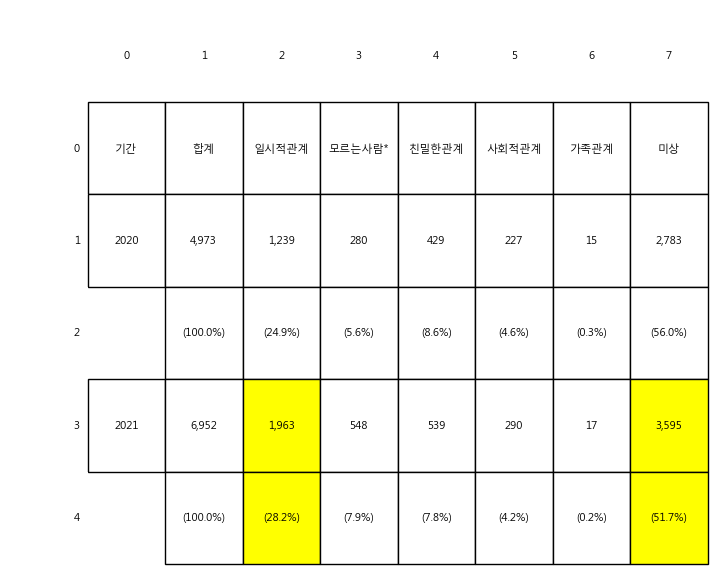 0 1 2 3 4 5 6 7
0 기간 합계 일시적관계 모르는사람* 친밀한관계 사회적관계 가족관계 미상
1 2020 4,973 1,239 280 429 227 15 2,783
2 (100.0%) (24.9%) (5.6%) (8.6%) (4.6%) (0.3%) (56.0%)
3 2021 6,952 1,963 548 539 290 17 3,595
4 (100.0%) (28.2%) (7.9%) (7.8%) (4.2%) (0.2%) (51.7%)